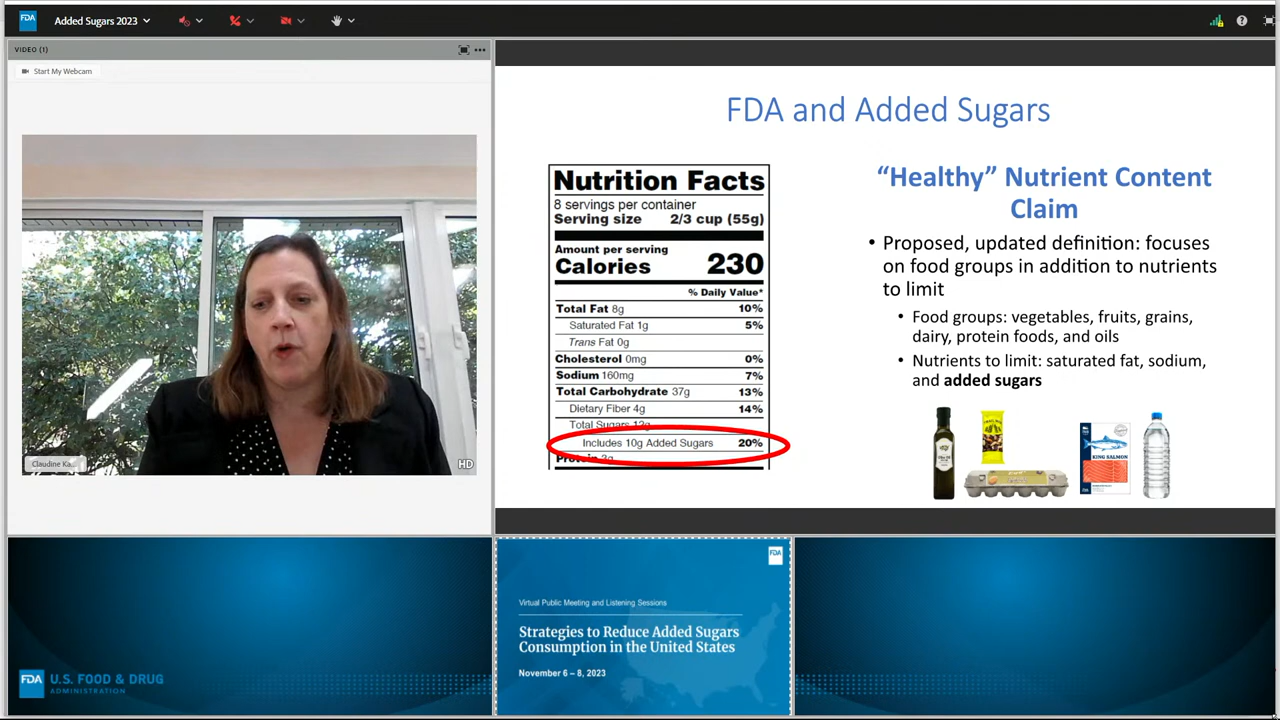 FDA
Added Sugars 2023
VIDEO (1)
Start My Webcam
Claudine Ka...
HD
FDA and Added Sugars
Nutrition Facts
8 servings per container
Serving size 2/3 cup (55g)
Amount per serving
Calories 230
% Daily Value*
Total Fat 8g 10%
Saturated Fat 1g 5%
Trans Fat 0g
Cholesterol 0mg 0%
Sodium 160mg 7%
Total Carbohydrate 37g 13%
Dietary Fiber 4g 14%
Total Sugars 12g
Includes 10g Added Sugars 20%
Protein 3g
“Healthy” Nutrient Content
Claim
• Proposed, updated definition: focuses
on food groups in addition to nutrients
to limit
• Food groups: vegetables, fruits, grains,
dairy, protein foods, and oils
• Nutrients to limit: saturated fat, sodium,
and added sugars
KING SALMON
FDA
Virtual Public Meeting and Listening Sessions
Strategies to Reduce Added Sugars
Consumption in the United States
November 6 – 8, 2023
FDA U.S. FOOD & DRUG
ADMINISTRATION